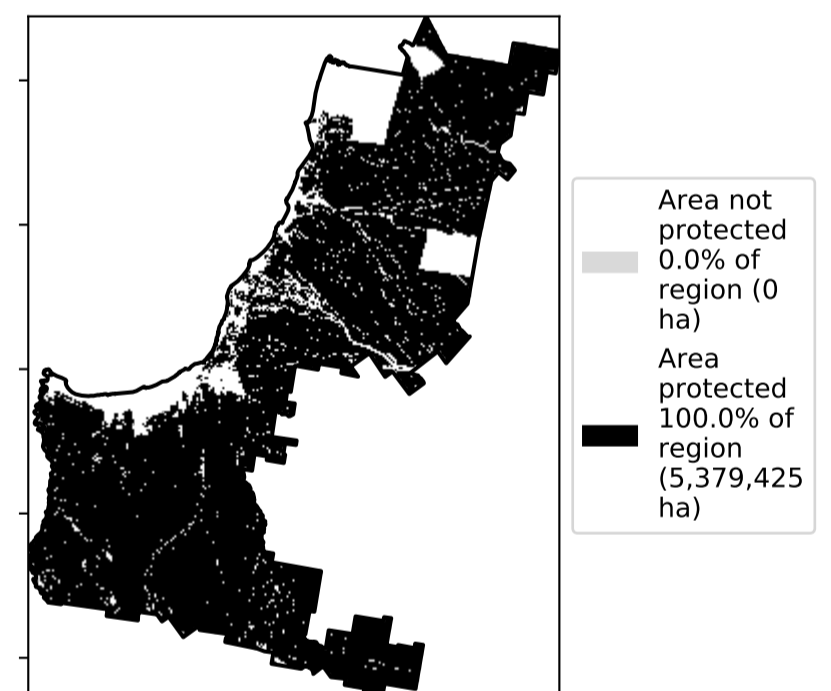 Area not
protected
0.0% of
region (0
ha)
Area
protected
100.0% of
region
(5,379,425
ha)